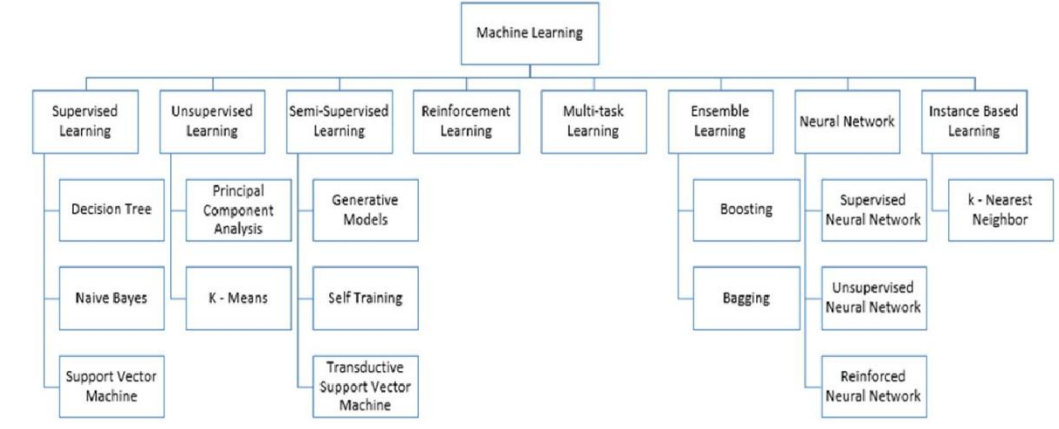 Machine Learning
Supervised
Learning
Unsupervised
Learning
Semi-Supervised
Learning
Reinforcement
Learning
Multi-task
Learning
Ensemble
Learning
Neural Network
Instance Based
Learning
Decision Tree
Naive Bayes
Support Vector
Machine
Principal
Component
Analysis
K - Means
Generative
Models
Self Training
Transductive
Support Vector
Machine
Boosting
Bagging
Supervised
Neural Network
Unsupervised
Neural Network
Reinforced
Neural Network
k - Nearest
Neighbor